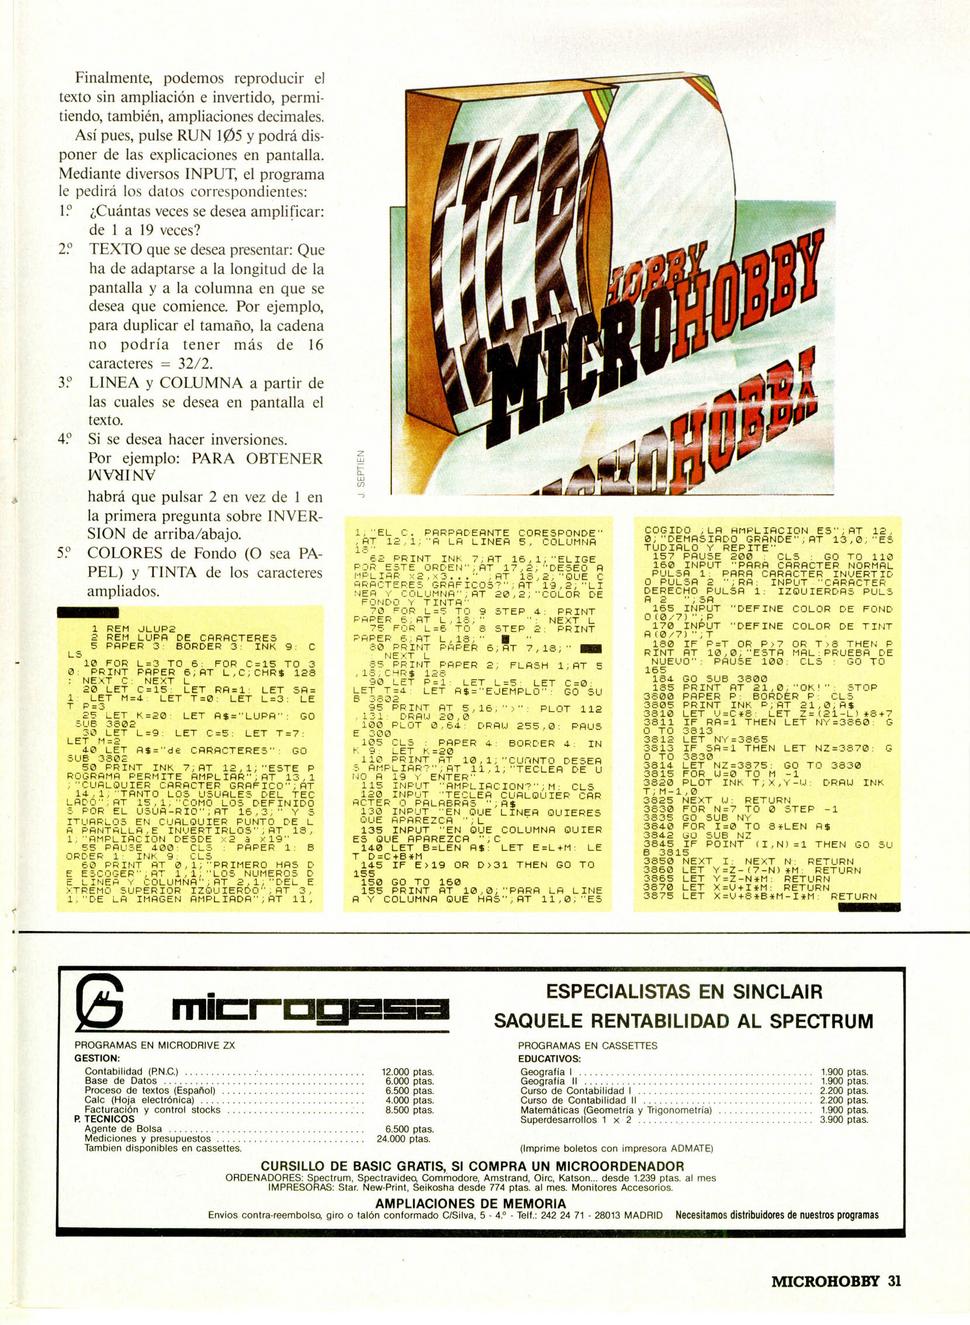 Finalmente, podemos reproducir el
texto sin ampliación e invertido, permi-
tiendo, también, ampliaciones decimales.
Así pues, pulse RUN 1Ø5 y podrá dis-
poner de las explicaciones en pantalla.
Mediante diversos INPUT, el programa
le pedirá los datos correspondientes:
1.º ¿Cuántas veces se desea amplificar:
de 1 a 19 veces?
2.º TEXTO que se desea presentar: Que
ha de adaptarse a la longitud de la
pantalla y a la columna en que se
desea que comience. Por ejemplo,
para duplicar el tamaño, la cadena
no podría tener más de 16
caracteres = 32/2.
3.º LINEA y COLUMNA a partir de
las cuales se desea en pantalla el
texto.
4.º Si se desea hacer inversiones.
Por ejemplo: PARA OBTENER
habrá que pulsar 2 en vez de 1 en
la primera pregunta sobre INVER-
SION de arriba/abajo.
5.º COLORES de Fondo (O sea PA-
PEL) y TINTA de los caracteres
ampliados.
HOBBY
MICROHOBBY
J. SEPTIEN
1 REM JLUP2
2 REM LUPA DE CARACTERES
5 PAPER 3: BORDER 3: INK 9: C
LS
10 FOR L=3 TO 6: FOR C=15 TO 3
0: PRINT PAPER 6;AT L,C;CHR$ 128
: NEXT C: NEXT L
20 LET C=15: LET RA=1: LET SA=
1: LET M=4: LET T=0: LET L=3: LE
T P=3
25 LET K=20: LET A$="LUPA": GO
SUB 3802
30 LET L=9: LET C=5: LET T=7:
LET M=2
40 LET A$="de CARACTERES": GO
SUB 3802
50 PRINT INK 7;AT 12,1;"ESTE P
ROGRAMA PERMITE AMPLIAR";AT 13,1
;"CUALQUIER CARACTER GRAFICO";AT
14,1;"TANTO LOS USUALES DEL TEC
LADO";AT 15,1;"COMO LOS DEFINIDO
S POR EL USUA-RIO";AT 16,3;" Y S
ITUARLOS EN CUALQUIER PUNTO DE L
A PANTALLA,E INVERTIRLOS";AT 18,
1;"AMPLIACION DESDE x2 a x19"
55 PAUSE 400: CLS : PAPER 1: B
ORDER 1: INK 9: CLS
60 PRINT AT 0,1;"PRIMERO HAS D
E ESCOGER";AT 1,1;"LOS NUMEROS D
E LINEA Y COLUMNA";AT 2,1;"DEL E
XTREMO SUPERIOR IZQUIERDO";AT 3,
1;"DE LA IMAGEN AMPLIADA";AT 11,
1;"EL C. PARPADEANTE CORESPONDE"
;AT 12,1;"A LA LINEA 5, COLUMNA
18"
62 PRINT INK 7;AT 16,1;"ELIGE
POR ESTE ORDEN";AT 17,2;"DESEO A
MPLIAR x2,x3...";AT 18,2;"QUE C
ARACTERES GRAFICOS?";AT 19,2;"LI
NEA Y COLUMNA";AT 20,2;"COLOR DE
FONDO Y TINTA"
70 FOR L=5 TO 9 STEP 4: PRINT
PAPER 6;AT L,18;" ": NEXT L
75 FOR L=6 TO 8 STEP 2: PRINT
PAPER 6;AT L,18;" ■ "
80 PRINT PAPER 6;AT 7,18;"
NEXT L
85 PRINT PAPER 2; FLASH 1;AT 5
,18;CHR$ 128
90 LET P=1: LET L=5: LET C=0:
LET T=4: LET A$="EJEMPLO": GO SU
B 3802
95 PRINT AT 5,16;">": PLOT 112
,131: DRAW 20,0
100 PLOT 0,64: DRAW 255,0: PAUS
E 300
105 CLS : PAPER 4: BORDER 4: IN
K 9: LET K=20
110 PRINT AT 10,1;"CUANTO DESEA
S AMPLIAR?";AT 11,1;"TECLEA DE U
NO A 19 Y ENTER"
115 INPUT "AMPLIACION?";M: CLS
120 INPUT "TECLEA CUALQUIER CAR
ACTER O PALABRAS ";A$
130 INPUT "EN QUE LINEA QUIERES
QUE APAREZCA ";L
135 INPUT "EN QUE COLUMNA QUIER
ES QUE APAREZCA ";C
140 LET B=LEN A$: LET E=L+M: LE
T D=C+B*M
145 IF E>19 OR D>31 THEN GO TO
155
150 GO TO 160
155 PRINT AT 10,0;"PARA LA LINE
A Y COLUMNA QUE HAS";AT 11,0;"ES
COGIDO ;LA AMPLIACION ES";AT 12,
0;"DEMASIADO GRANDE";AT 13,0;"ES
TUDIALO Y REPITE"
157 PAUSE 200 : CLS : GO TO 110
160 INPUT "PARA CARACTER NORMAL
PULSA 1: PARA CARACTER INVERTID
O PULSA 2 ";RA: INPUT "CARACTER
DERECHO PULSA 1: IZQUIERDAS PULS
A 2 ";SA
165 INPUT "DEFINE COLOR DE FOND
O(0/7)";P
170 INPUT "DEFINE COLOR DE TINT
A(0/7)";T
180 IF P=T OR P>7 OR T>8 THEN P
RINT AT 10,0;"ESTA MAL: PRUEBA DE
NUEVO": PAUSE 100: CLS : GO TO
165
184 GO SUB 3800
185 PRINT AT 21,0;"OK!": STOP
3800 PAPER P: BORDER P: CLS
3805 PRINT INK P;AT 21,0;A$
3810 LET U=C*8: LET Z=(21-L)*8+7
3811 IF RA=1 THEN LET NY=3860: G
O TO 3813
3812 LET NY=3865
3813 IF SA=1 THEN LET NZ=3870: G
O TO 3830
3814 LET NZ=3875: GO TO 3830
3815 FOR W=0 TO M -1
3820 PLOT INK T;X,Y-W: DRAW INK
T;M-1,0
3825 NEXT W: RETURN
3830 FOR N=7 TO 0 STEP -1
3835 GO SUB NY
3840 FOR I=0 TO 8*LEN A$
3842 GO SUB NZ
3845 IF POINT (I,N)=1 THEN GO SU
B 3815
3850 NEXT I: NEXT N: RETURN
3860 LET Y=Z-(7-N)*M: RETURN
3865 LET Y=Z-N*M: RETURN
3870 LET X=U+I*M: RETURN
3875 LET X=U+8*B*M-I*M: RETURN
microgesa
ESPECIALISTAS EN SINCLAIR
SAQUELE RENTABILIDAD AL SPECTRUM
PROGRAMAS EN MICRODRIVE ZX
GESTION:
Contabilidad (P.N.C.) 12.000 ptas.
Base de Datos 6.000 ptas.
Proceso de textos (Español) 6.500 ptas.
Calc (Hoja electrónica) 4.000 ptas.
Facturación y control stocks 8.500 ptas.
P. TECNICOS
Agente de Bolsa 6.500 ptas.
Mediciones y presupuestos 24.000 ptas.
Tambien disponibles en cassettes.
PROGRAMAS EN CASSETTES
EDUCATIVOS:
Geografía I 1.900 ptas.
Geografía II 1.900 ptas.
Curso de Contabilidad I 2.200 ptas.
Curso de Contabilidad II 2.200 ptas.
Matemáticas (Geometría y Trigonometría) 1.900 ptas.
Superdesarrollos 1 x 2 3.900 ptas.
(Imprime boletos con impresora ADMATE)
CURSILLO DE BASIC GRATIS, SI COMPRA UN MICROORDENADOR
ORDENADORES: Spectrum, Spectravideo, Commodore, Amstrand, Oirc, Katson... desde 1.239 ptas. al mes
IMPRESORAS: Star. New-Print, Seikosha desde 774 ptas. al mes. Monitores Accesorios.
AMPLIACIONES DE MEMORIA
Envios contra-reembolso, giro o talón conformado C/Silva, 5 - 4.º - Telf.: 242 24 71 - 28013 MADRID Necesitamos distribuidores de nuestros programas
MICROHOBBY 31